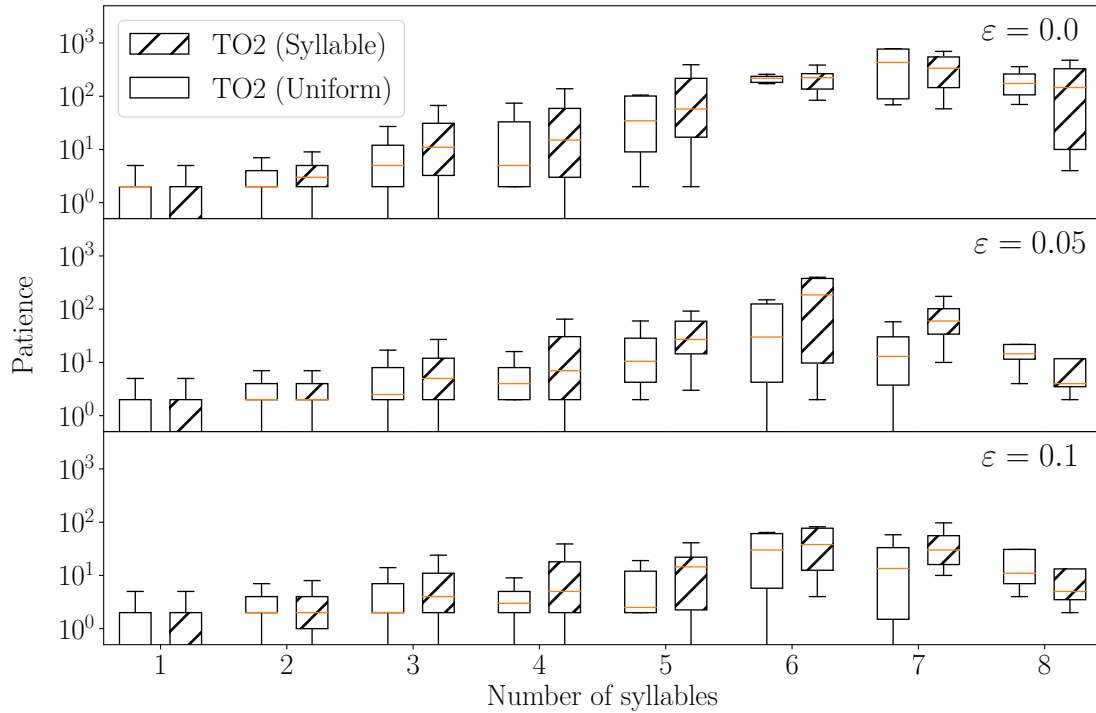 10³
10²
10¹
10⁰
TO2 (Syllable)
TO2 (Uniform)
ε = 0.0
10³
10²
10¹
10⁰
ε = 0.05
Patience
10³
10²
10¹
10⁰
ε = 0.1
1 2 3 4 5 6 7 8
Number of syllables